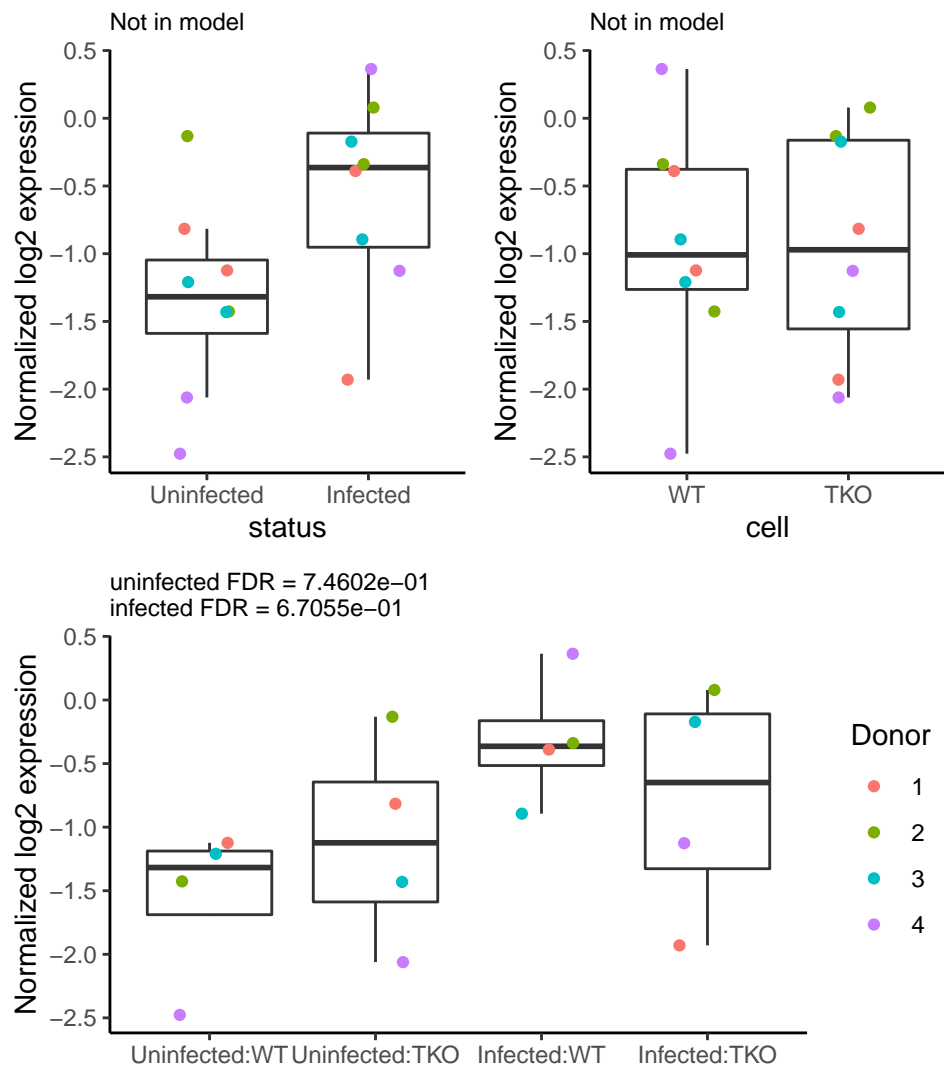 Not in model
Normalized log2 expression
0.5
0.0
−0.5
−1.0
−1.5
−2.0
−2.5
Uninfected Infected
status
Not in model
Normalized log2 expression
0.5
0.0
−0.5
−1.0
−1.5
−2.0
−2.5
WT TKO
cell
uninfected FDR = 7.4602e−01
infected FDR = 6.7055e−01
Normalized log2 expression
0.5
0.0
−0.5
−1.0
−1.5
−2.0
−2.5
Uninfected:WT Uninfected:TKO Infected:WT Infected:TKO
Donor
1
2
3
4